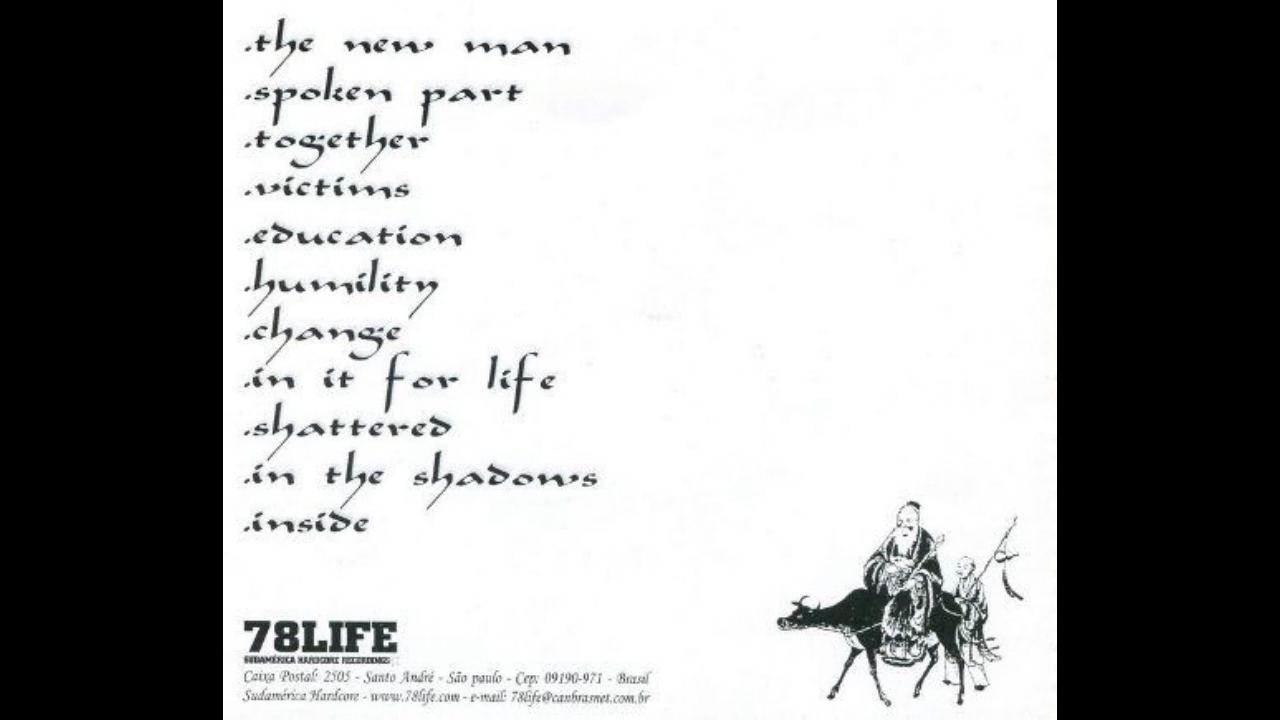 .the new man
.spoken part
.together
.victims
.education
.humility
.change
.in it for life
.shattered
.in the shadows
.inside
78LIFE
SUDAMÉRICA HARDCORE RECORDINGS
Caixa Postal: 2505 - Santo André - São paulo - Cep: 09190-971 - Brasil
Sudamérica Hardcore - www.78life.com - e-mail: 78life@canbrasnet.com.br